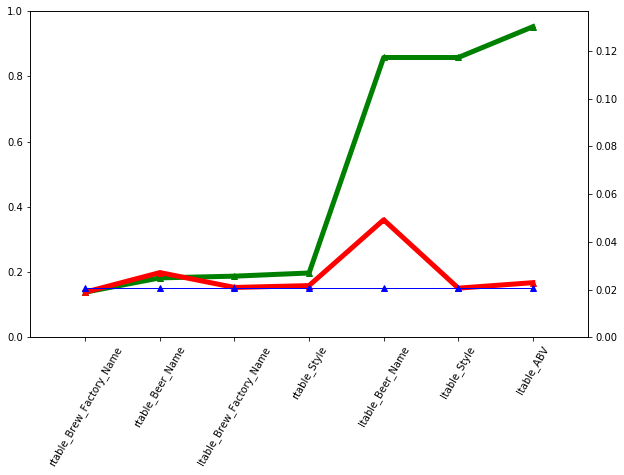 1.0
0.8
0.6
0.4
0.2
0.0
0.12
0.10
0.08
0.06
0.04
0.02
0.00
rtable_Brew_Factory_Name
rtable_Beer_Name
ltable_Brew_Factory_Name
rtable_Style
ltable_Beer_Name
ltable_Style
ltable_ABV